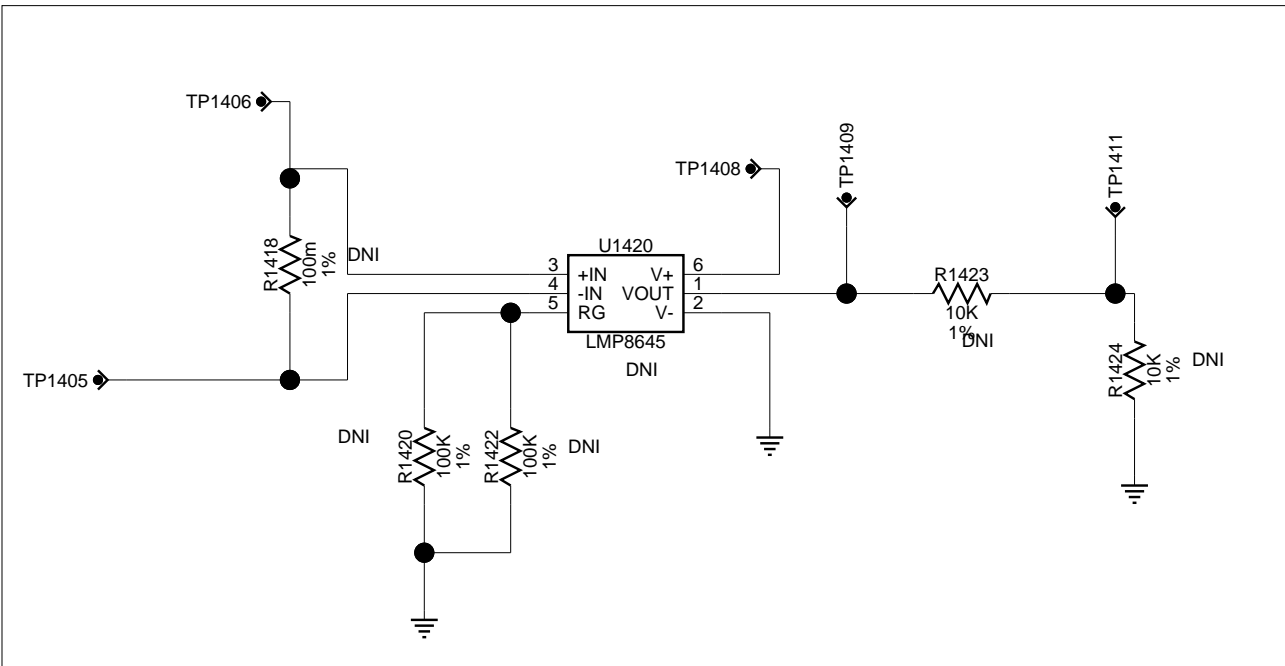 TP1406
TP1409
TP1411
TP1408
R1418
100m
1%
DNI
U1420
3 +IN V+ 6
4 -IN VOUT 1
5 RG V- 2
LMP8645
DNI
R1423
10K
1%
DNI
R1424
10K
1%
DNI
TP1405
DNI
R1420
100K
1%
R1422
100K
1%
DNI